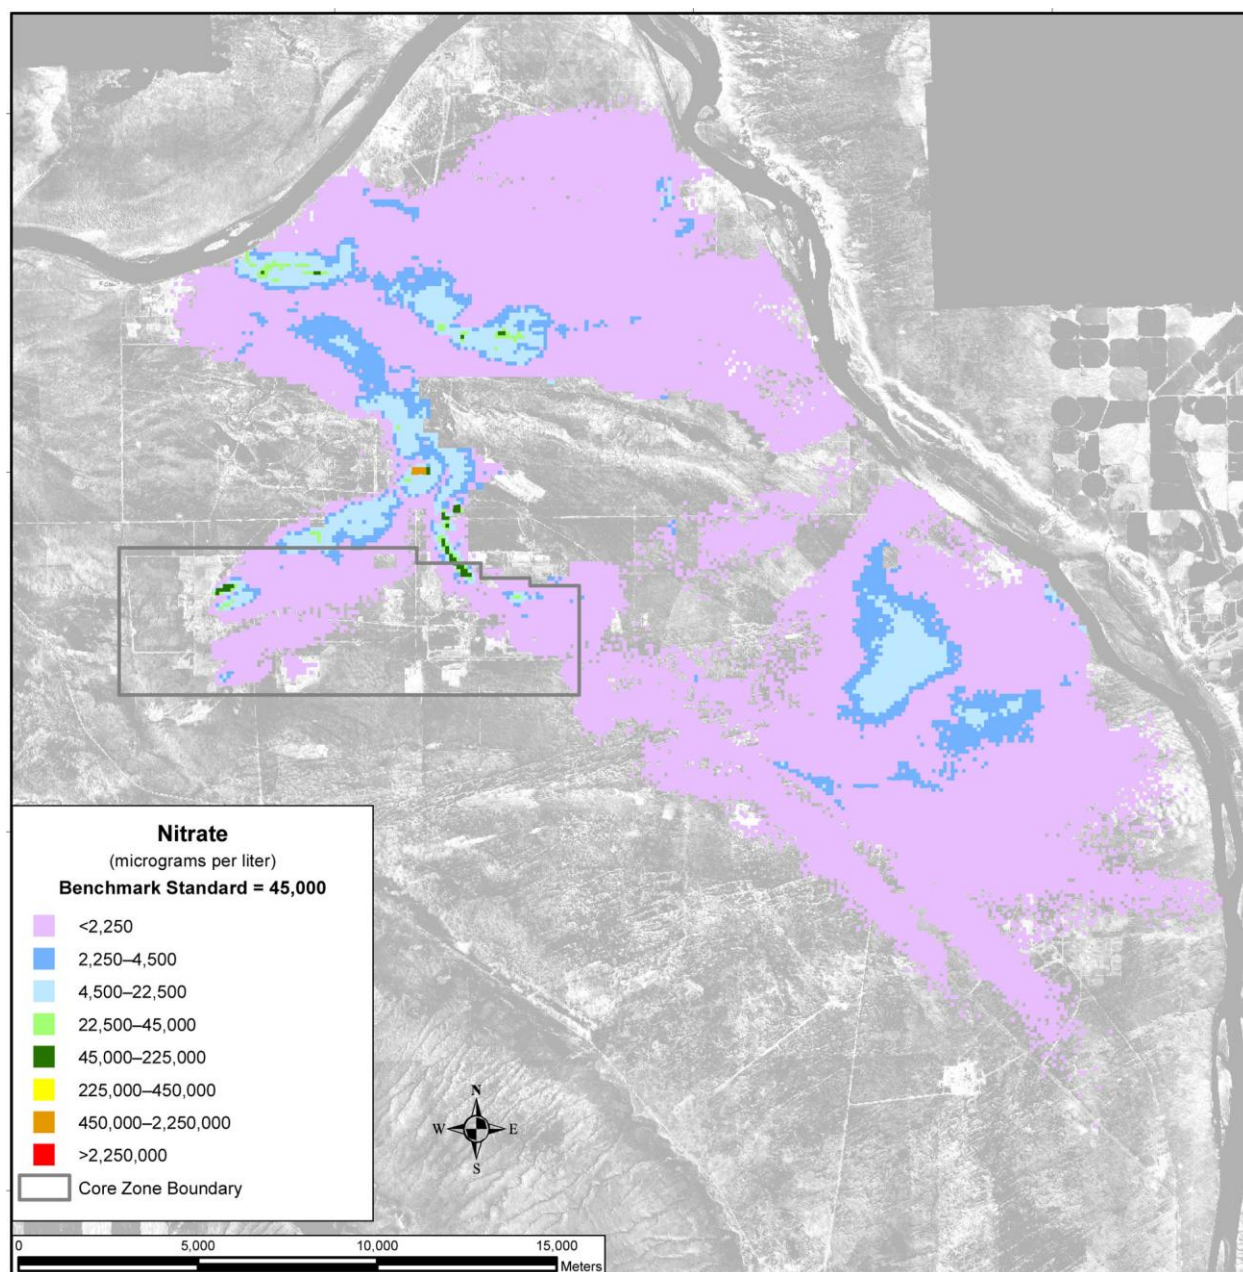 Nitrate
(micrograms per liter)
Benchmark Standard = 45,000
<2,250
2,250–4,500
4,500–22,500
22,500–45,000
45,000–225,000
225,000–450,000
450,000–2,250,000
>2,250,000
Core Zone Boundary
N
W E
S
0 5,000 10,000 15,000
Meters